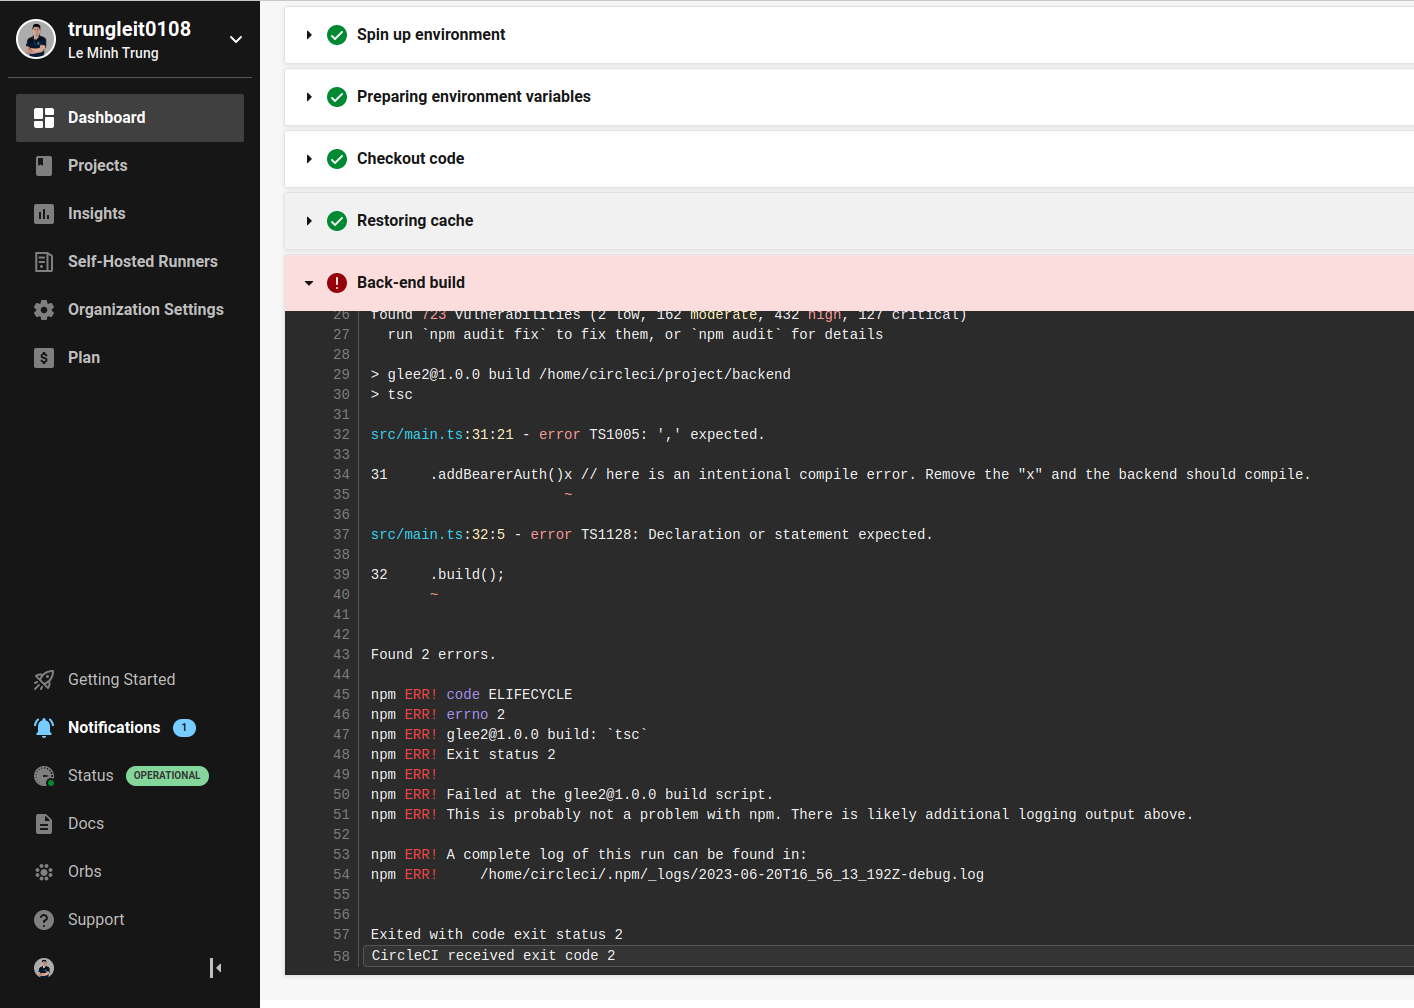 trungleit0108
Le Minh Trung
Dashboard
Projects
Insights
Self-Hosted Runners
Organization Settings
Plan
Getting Started
Notifications 1
Status OPERATIONAL
Docs
Orbs
Support
Spin up environment
Preparing environment variables
Checkout code
Restoring cache
Back-end build
26 found 723 vulnerabilities (2 low, 162 moderate, 432 high, 127 critical)
27 run `npm audit fix` to fix them, or `npm audit` for details
28
29 > glee2@1.0.0 build /home/circleci/project/backend
30 > tsc
31
32 src/main.ts:31:21 - error TS1005: ',' expected.
33
34 31     .addBearerAuth()x // here is an intentional compile error. Remove the "x" and the backend should compile.
35                        ~
36
37 src/main.ts:32:5 - error TS1128: Declaration or statement expected.
38
39 32     .build();
40        ~
41
42
43 Found 2 errors.
44
45 npm ERR! code ELIFECYCLE
46 npm ERR! errno 2
47 npm ERR! glee2@1.0.0 build: `tsc`
48 npm ERR! Exit status 2
49 npm ERR!
50 npm ERR! Failed at the glee2@1.0.0 build script.
51 npm ERR! This is probably not a problem with npm. There is likely additional logging output above.
52
53 npm ERR! A complete log of this run can be found in:
54 npm ERR!     /home/circleci/.npm/_logs/2023-06-20T16_56_13_192Z-debug.log
55
56
57 Exited with code exit status 2
58 CircleCI received exit code 2